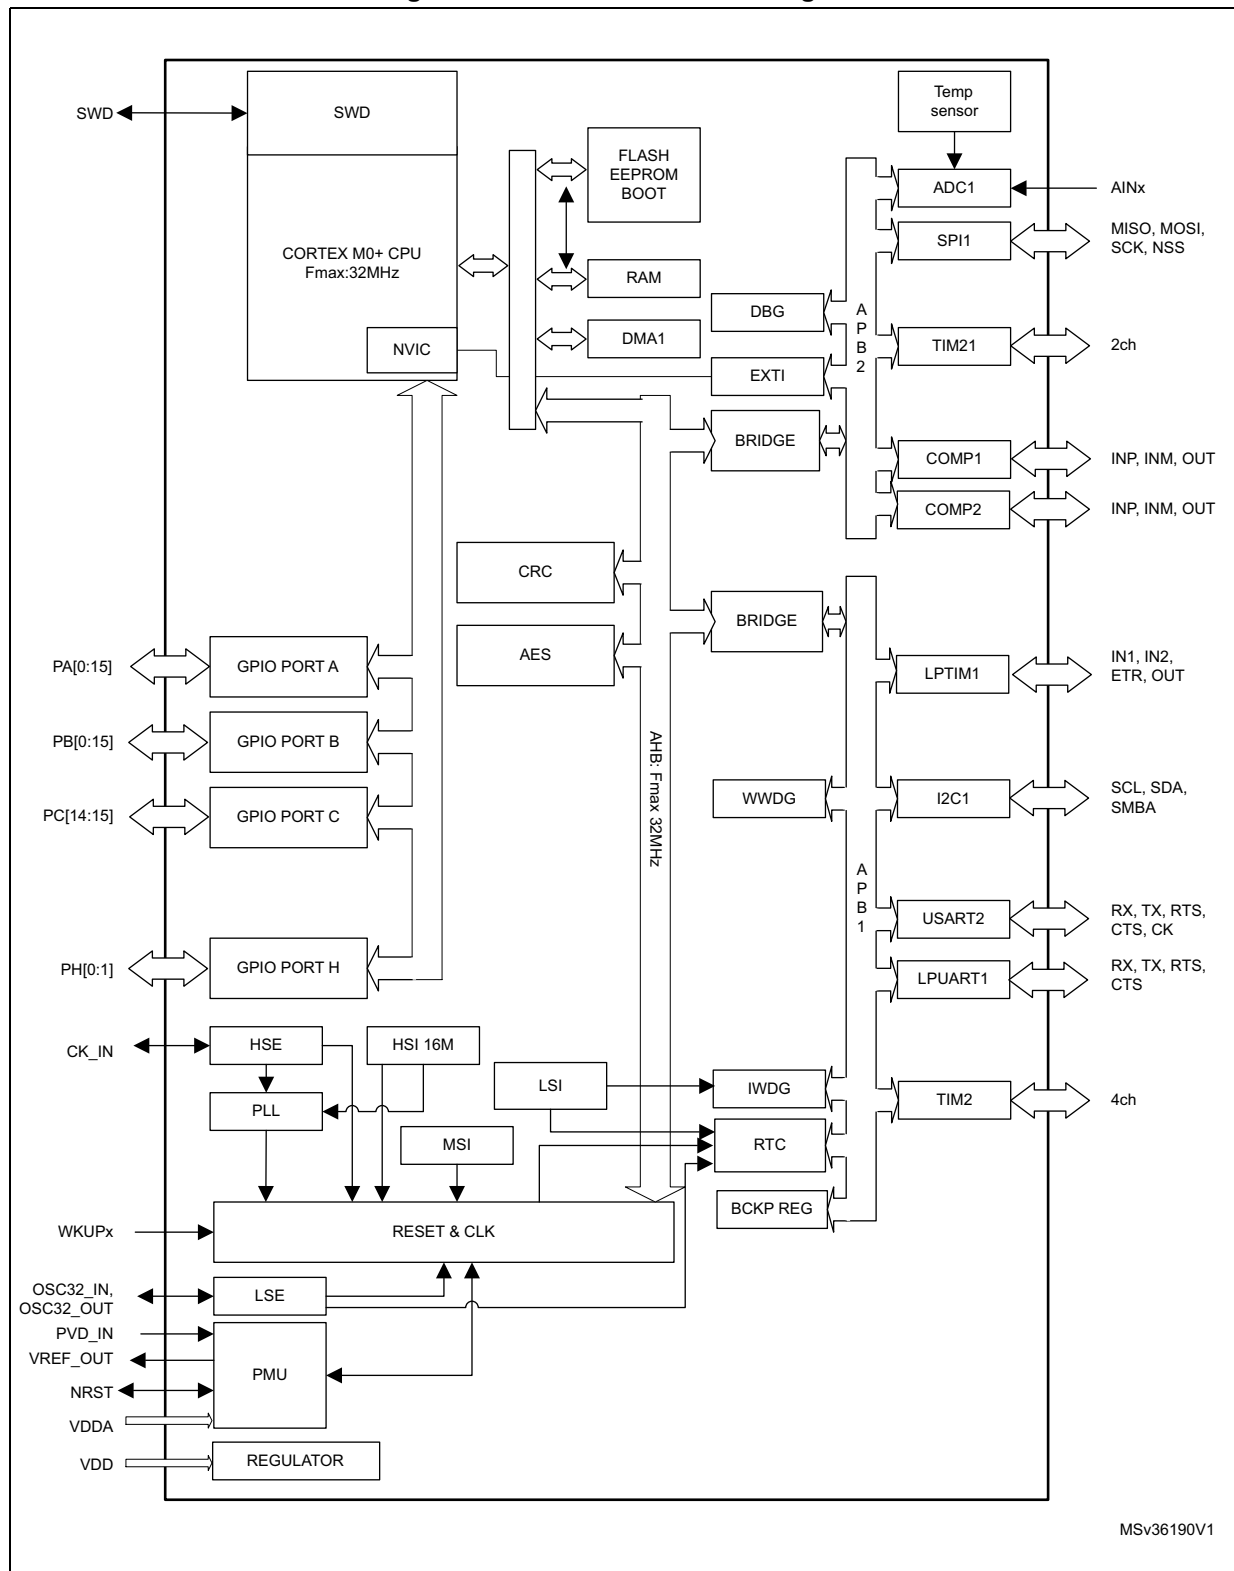 SWD
SWD
CORTEX M0+ CPU
Fmax:32MHz
NVIC
FLASH
EEPROM
BOOT
RAM
DMA1
Temp
sensor
ADC1
AINx
SPI1
MISO, MOSI,
SCK, NSS
DBG
EXTI
BRIDGE
APB2
TIM21
2ch
COMP1
INP, INM, OUT
COMP2
INP, INM, OUT
CRC
AES
BRIDGE
AHB: Fmax 32MHz
LPTIM1
IN1, IN2,
ETR, OUT
WWDG
I2C1
SCL, SDA,
SMBA
APB1
USART2
RX, TX, RTS,
CTS, CK
LPUART1
RX, TX, RTS,
CTS
TIM2
4ch
PA[0:15]
GPIO PORT A
PB[0:15]
GPIO PORT B
PC[14:15]
GPIO PORT C
PH[0:1]
GPIO PORT H
CK_IN
HSE
HSI 16M
PLL
MSI
LSI
IWDG
RTC
BCKP REG
WKUPx
RESET & CLK
OSC32_IN,
OSC32_OUT
LSE
PVD_IN
VREF_OUT
PMU
NRST
VDDA
VDD
REGULATOR
MSv36190V1